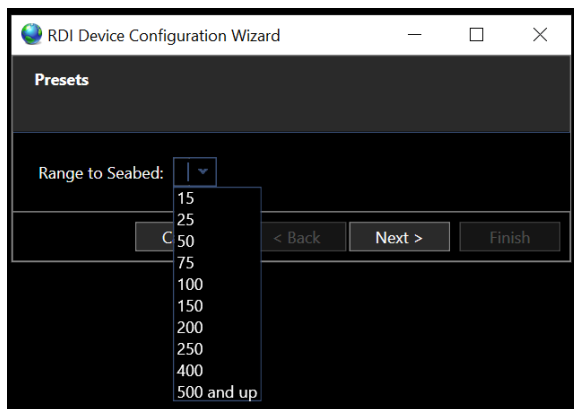 RDI Device Configuration Wizard
Presets
Range to Seabed:
15
25
50
75
100
150
200
250
400
500 and up
< Back
Next >
Finish